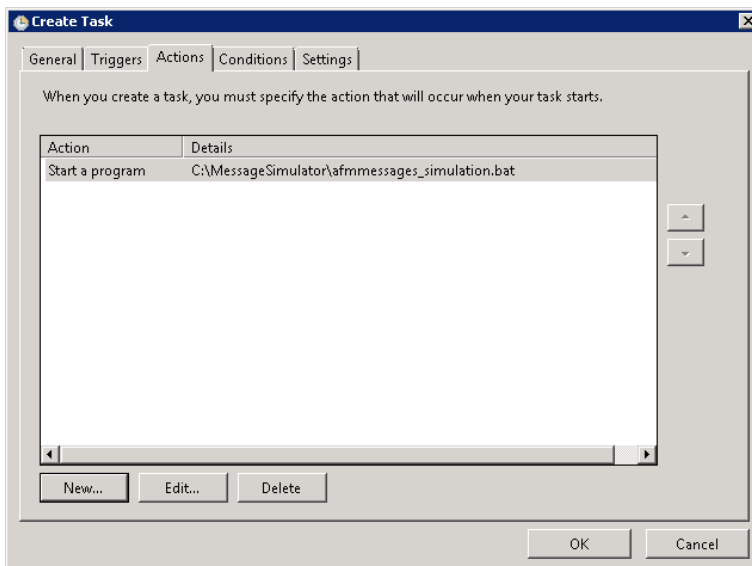 Create Task
General Triggers Actions Conditions Settings
When you create a task, you must specify the action that will occur when your task starts.
Action Details
Start a program C:\MessageSimulator\afmmessages_simulation.bat
New... Edit... Delete
OK Cancel